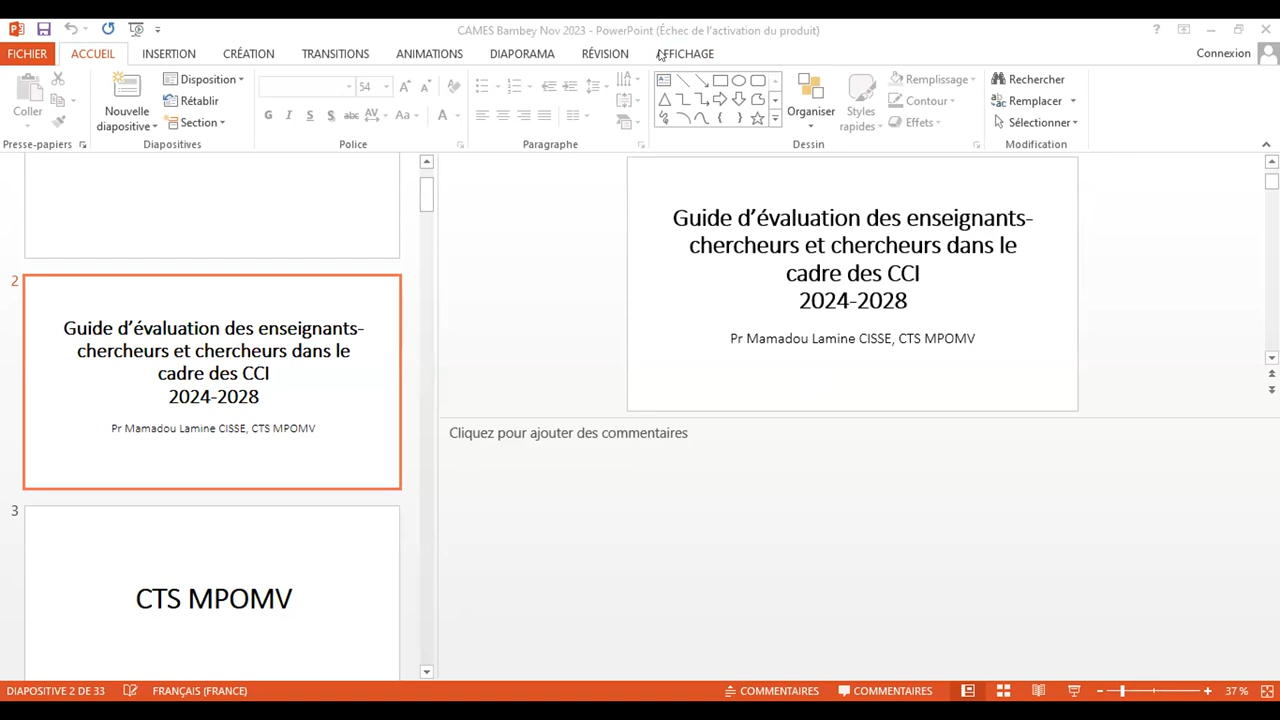 CAMES Bambey Nov 2023 - PowerPoint (Échec de l'activation du produit)
FICHIER ACCUEIL INSERTION CRÉATION TRANSITIONS ANIMATIONS DIAPORAMA RÉVISION AFFICHAGE Connexion
Coller
Nouvelle
diapositive
Disposition
Rétablir
Section
54
G I S S abc AV Aa A
Organiser
Styles
rapides
Remplissage
Contour
Effets
Rechercher
Remplacer
Sélectionner
Presse-papiers Diapositives Police Paragraphe Dessin Modification
2
Guide d'évaluation des enseignants-
chercheurs et chercheurs dans le
cadre des CCI
2024-2028
Pr Mamadou Lamine CISSE, CTS MPOMV
3
CTS MPOMV
Guide d'évaluation des enseignants-
chercheurs et chercheurs dans le
cadre des CCI
2024-2028
Pr Mamadou Lamine CISSE, CTS MPOMV
Cliquez pour ajouter des commentaires
DIAPOSITIVE 2 DE 33 FRANÇAIS (FRANCE) COMMENTAIRES COMMENTAIRES 37 %